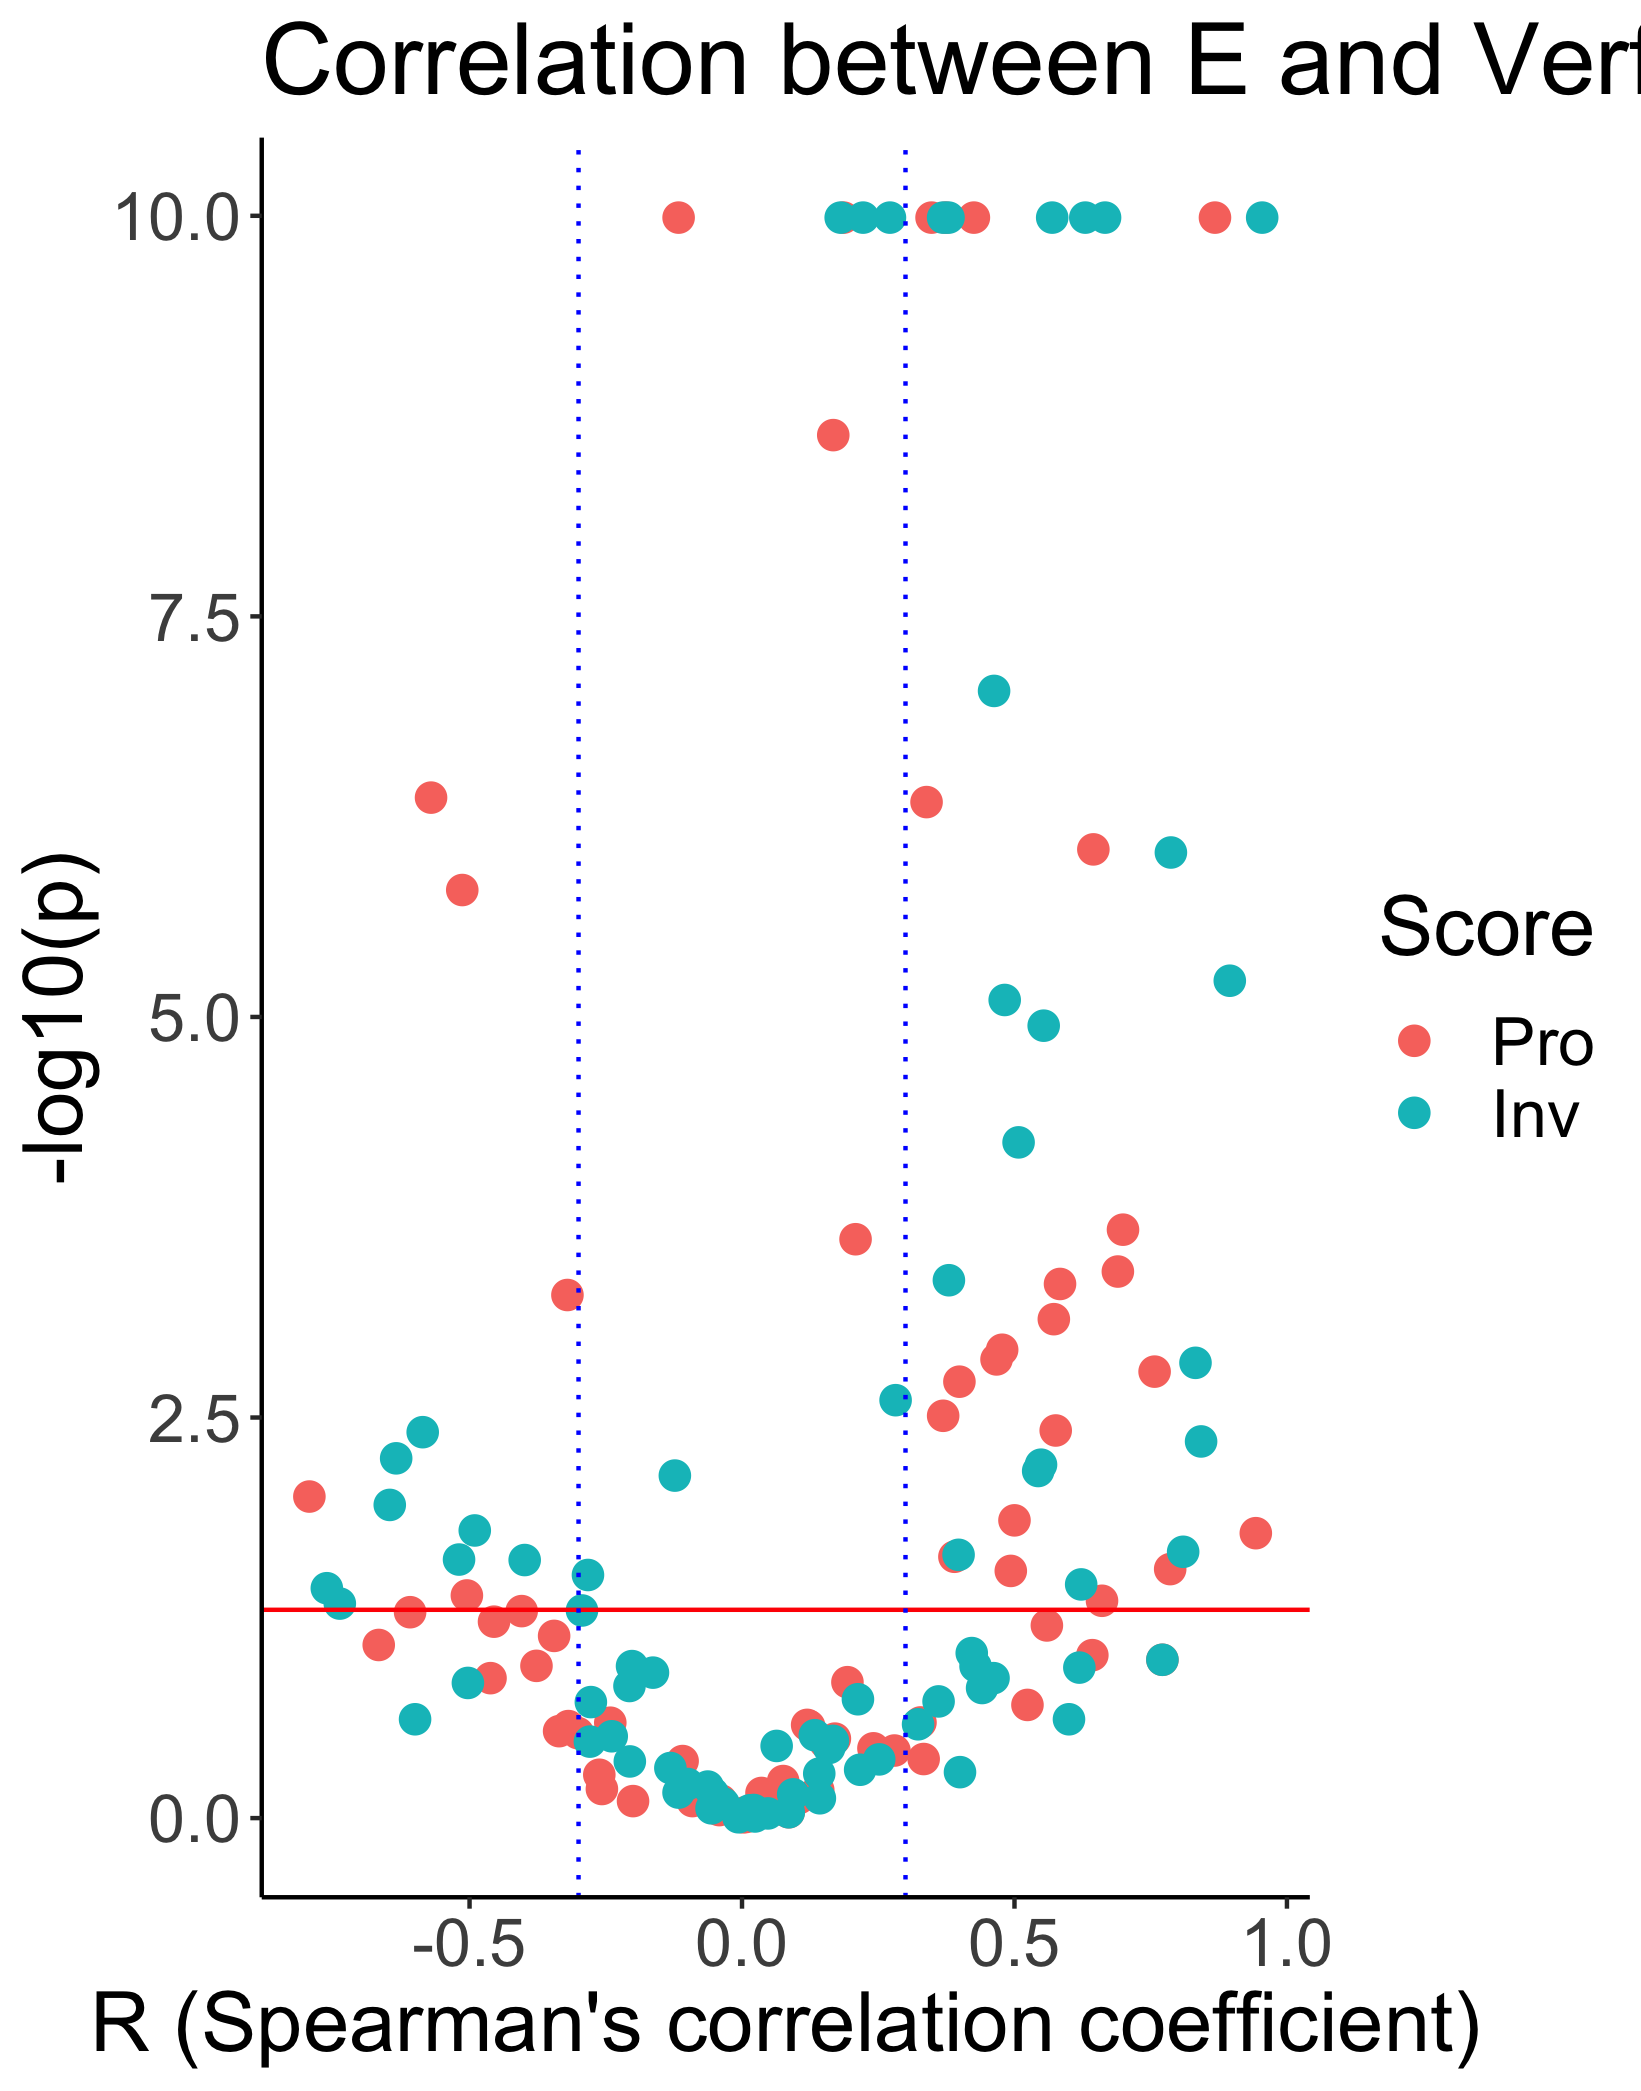 Correlation between E and Verf
10.0
7.5
5.0
2.5
0.0
-log10(p)
-0.5 0.0 0.5 1.0
R (Spearman's correlation coefficient)
Score
Pro
Inv